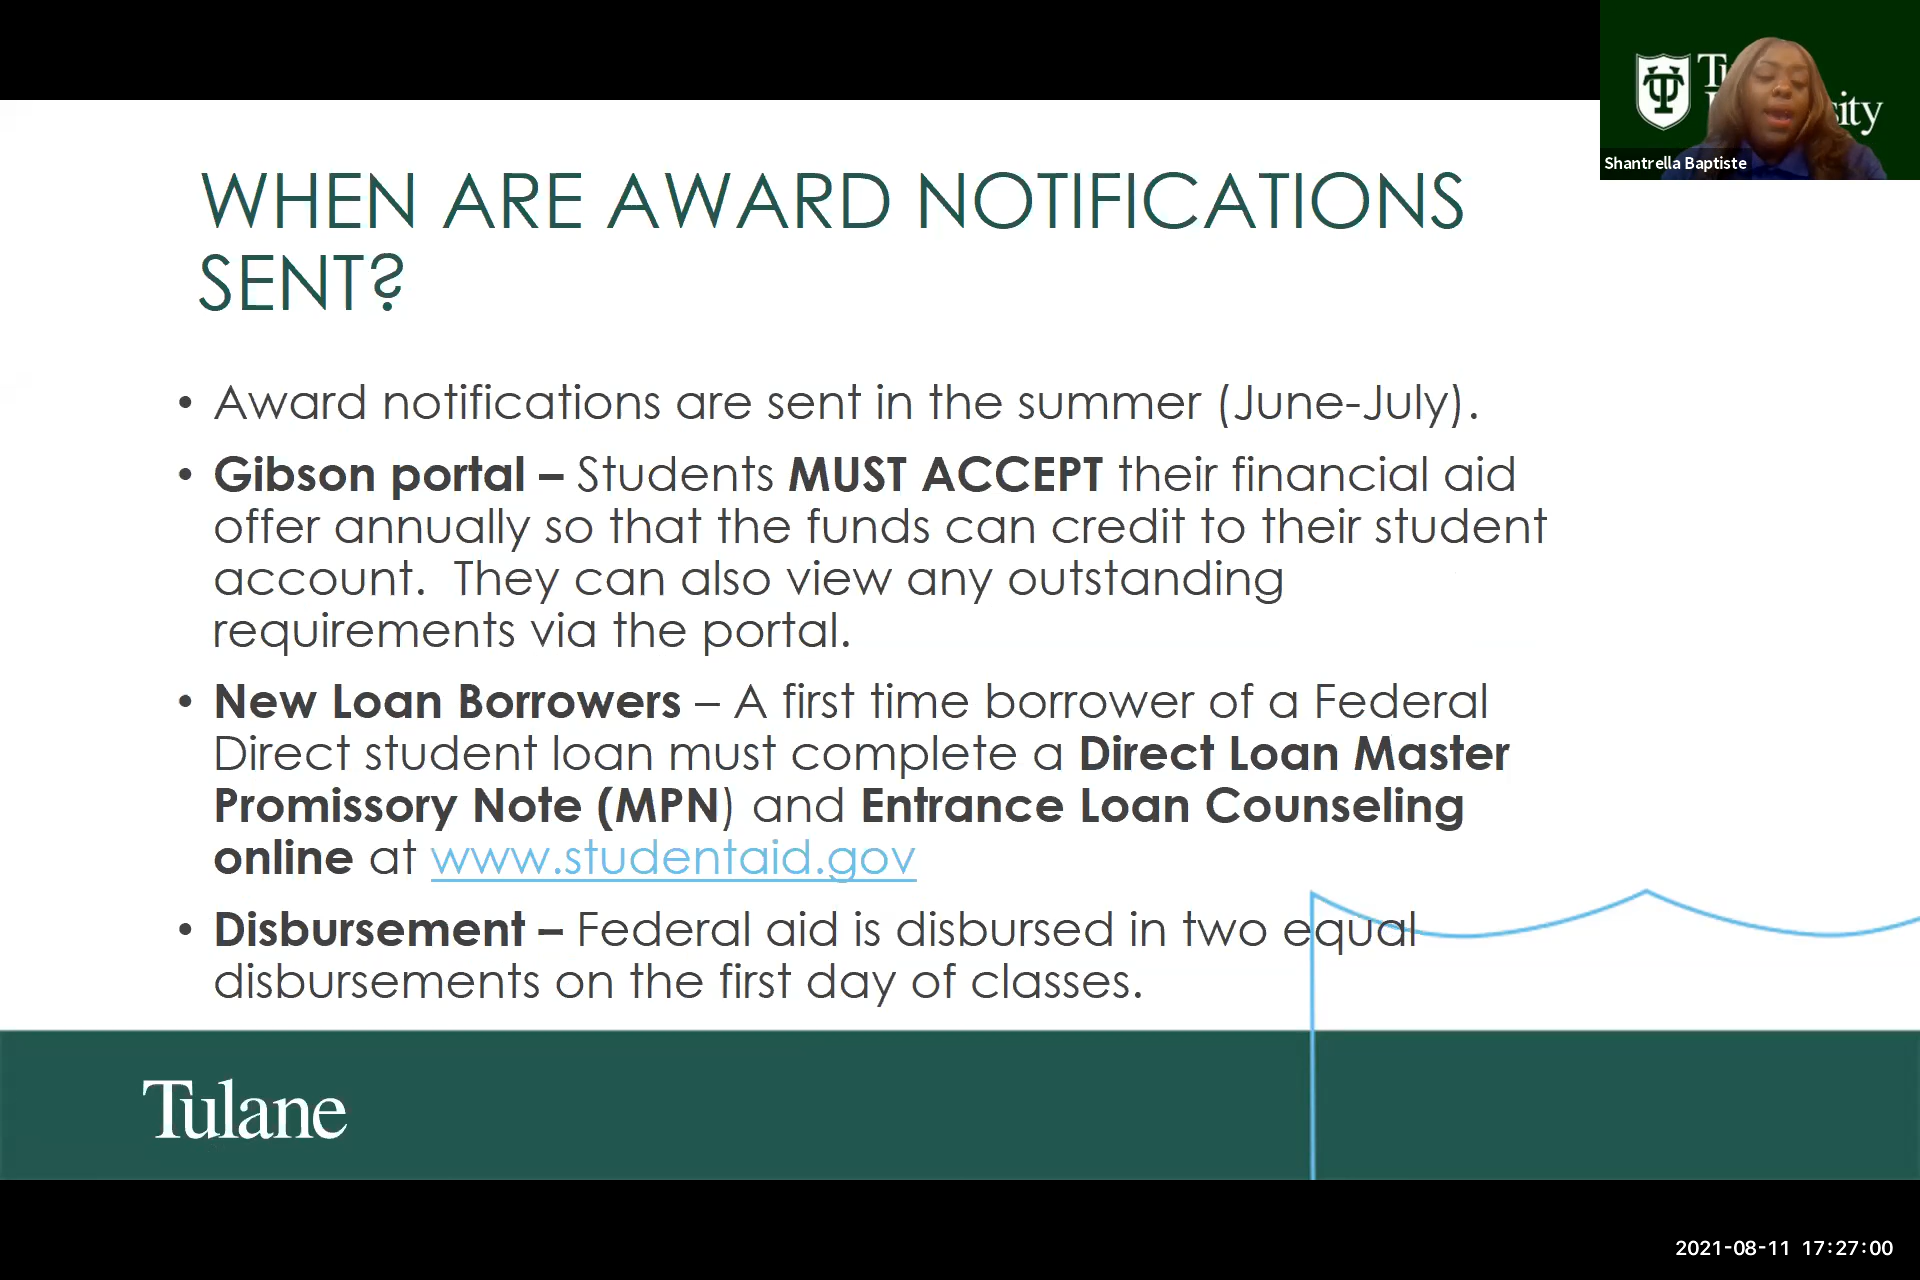 WHEN ARE AWARD NOTIFICATIONS
SENT?
• Award notifications are sent in the summer (June-July).
• Gibson portal – Students MUST ACCEPT their financial aid
offer annually so that the funds can credit to their student
account.  They can also view any outstanding
requirements via the portal.
• New Loan Borrowers – A first time borrower of a Federal
Direct student loan must complete a Direct Loan Master
Promissory Note (MPN) and Entrance Loan Counseling
online at www.studentaid.gov
• Disbursement – Federal aid is disbursed in two equal
disbursements on the first day of classes.
Tulane
Shantrella Baptiste
2021-08-11 17:27:00